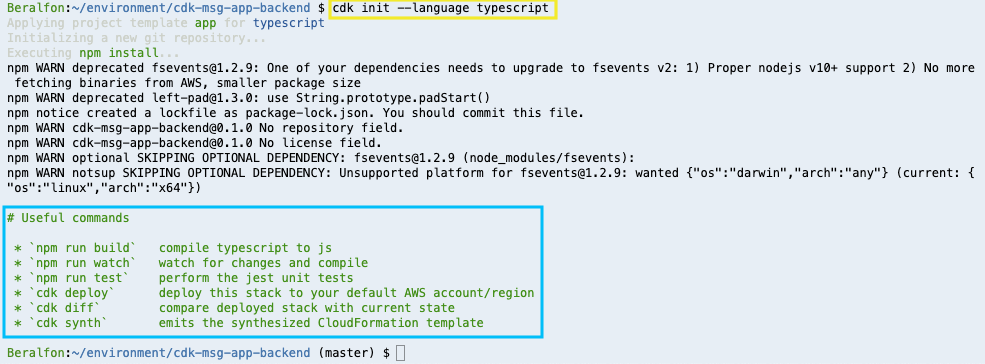 Beralfon:~/environment/cdk-msg-app-backend $ cdk init --language typescript
Applying project template app for typescript
Initializing a new git repository...
Executing npm install...
npm WARN deprecated fsevents@1.2.9: One of your dependencies needs to upgrade to fsevents v2: 1) Proper nodejs v10+ support 2) No more
 fetching binaries from AWS, smaller package size
npm WARN deprecated left-pad@1.3.0: use String.prototype.padStart()
npm notice created a lockfile as package-lock.json. You should commit this file.
npm WARN cdk-msg-app-backend@0.1.0 No repository field.
npm WARN cdk-msg-app-backend@0.1.0 No license field.
npm WARN optional SKIPPING OPTIONAL DEPENDENCY: fsevents@1.2.9 (node_modules/fsevents):
npm WARN notsup SKIPPING OPTIONAL DEPENDENCY: Unsupported platform for fsevents@1.2.9: wanted {"os":"darwin","arch":"any"} (current: {
"os":"linux","arch":"x64"})
# Useful commands
 * `npm run build`   compile typescript to js
 * `npm run watch`   watch for changes and compile
 * `npm run test`    perform the jest unit tests
 * `cdk deploy`      deploy this stack to your default AWS account/region
 * `cdk diff`        compare deployed stack with current state
 * `cdk synth`       emits the synthesized CloudFormation template
Beralfon:~/environment/cdk-msg-app-backend (master) $